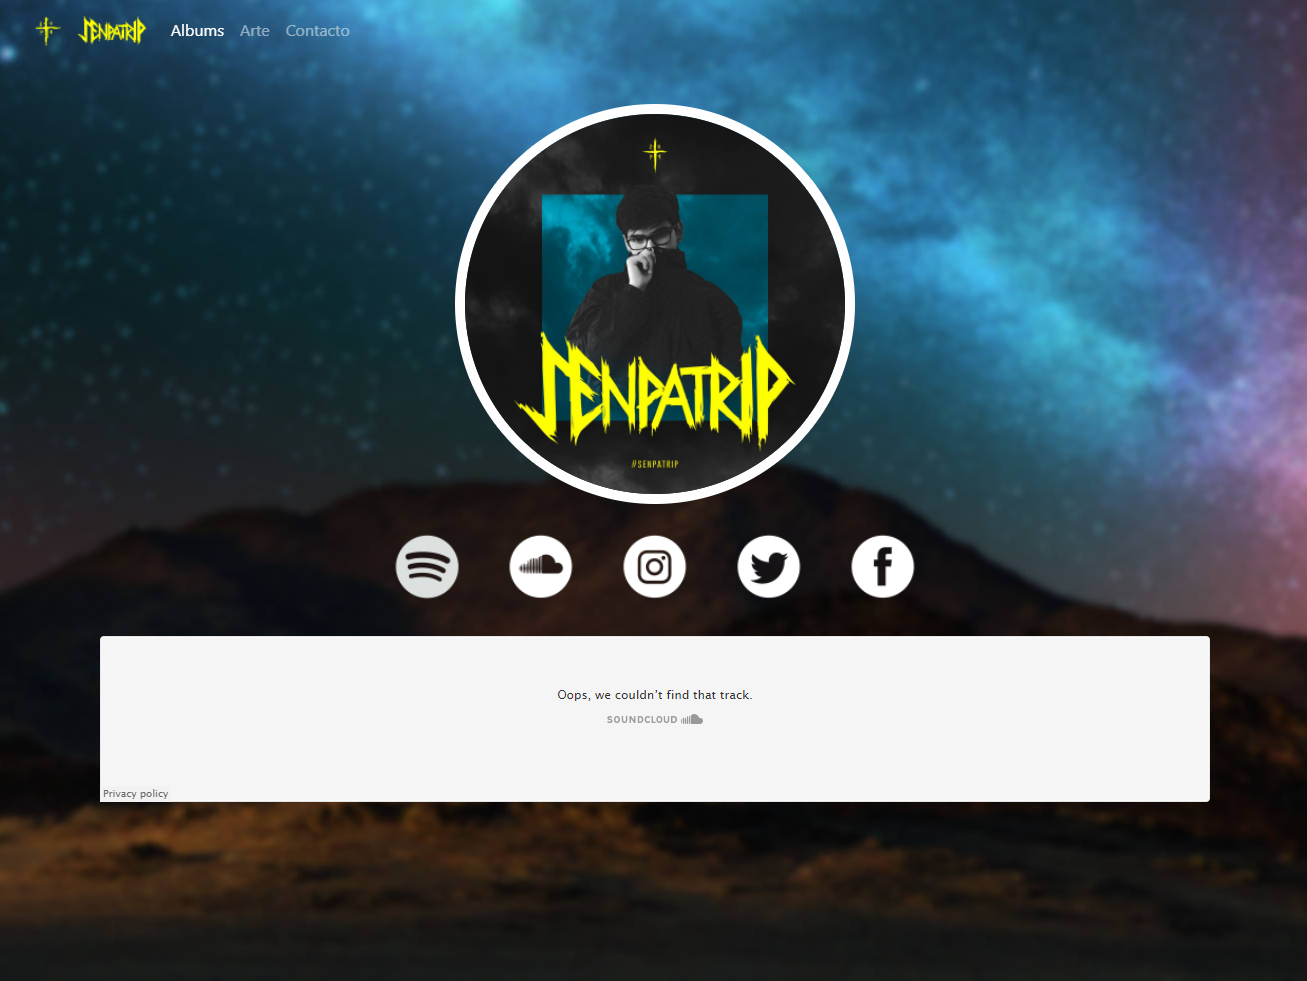 SENPATRIP Albums Arte Contacto
SENPATRIP
//SENPATRIP
Oops, we couldn't find that track.
SOUNDCLOUD
Privacy policy